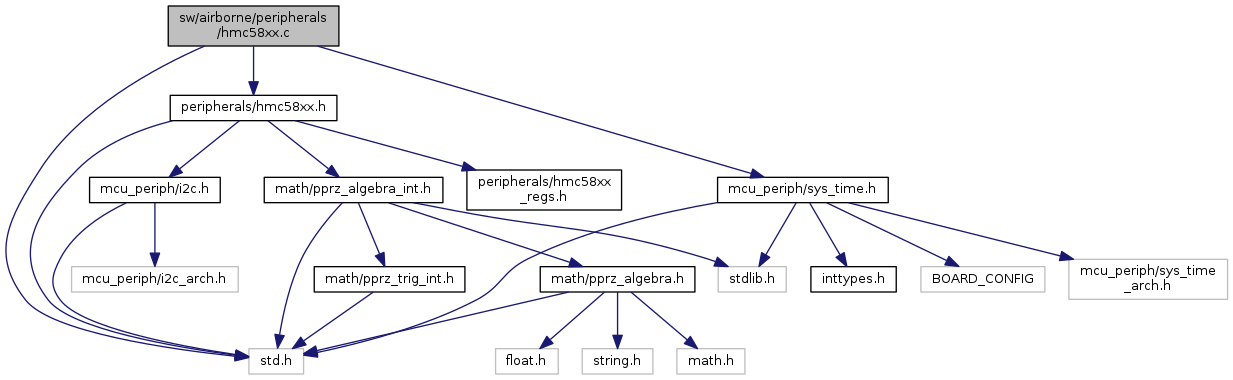 sw/airborne/peripherals
/hmc58xx.c
peripherals/hmc58xx.h
mcu_periph/i2c.h
math/pprz_algebra_int.h
peripherals/hmc58xx
_regs.h
mcu_periph/sys_time.h
mcu_periph/i2c_arch.h
math/pprz_trig_int.h
math/pprz_algebra.h
stdlib.h
inttypes.h
BOARD_CONFIG
mcu_periph/sys_time
_arch.h
std.h
float.h
string.h
math.h